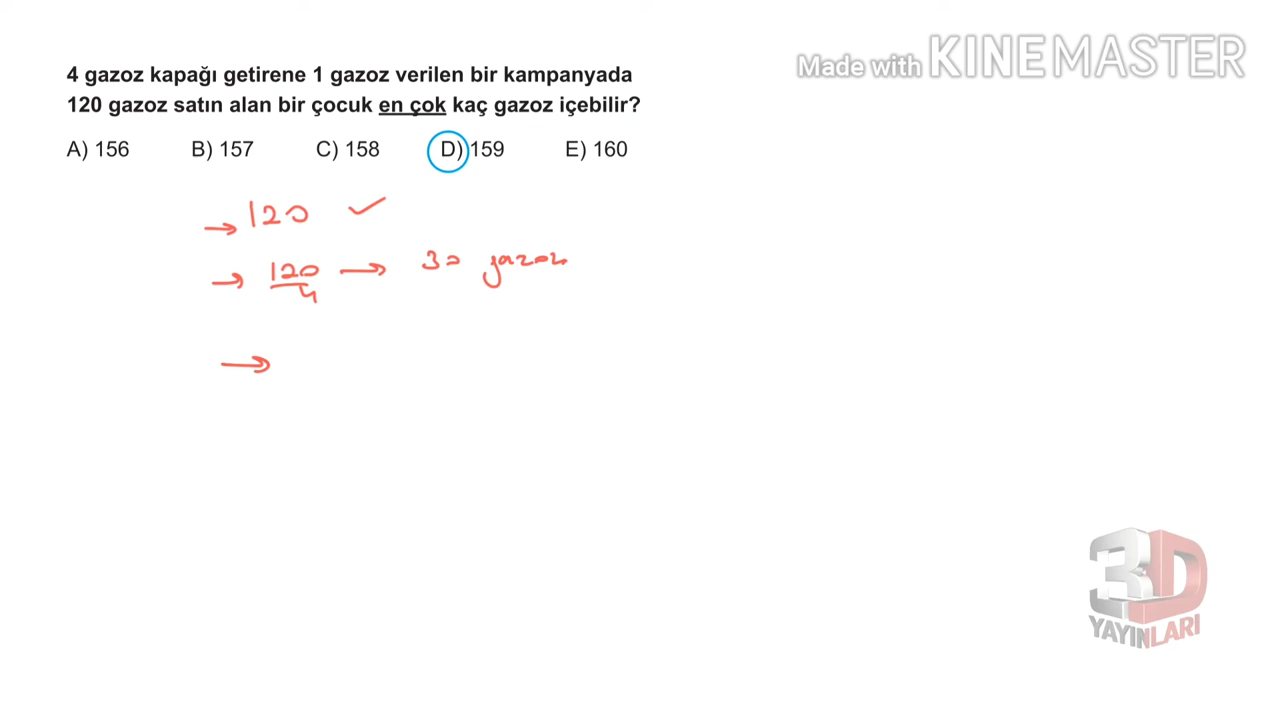 Made with KINEMASTER
4 gazoz kapağı getirene 1 gazoz verilen bir kampanyada
120 gazoz satın alan bir çocuk en çok kaç gazoz içebilir?
A) 156 B) 157 C) 158 D) 159 E) 160
→ 120 ✓
→ 120/4 → 30 gazoz
→
3D
YAYINLARI